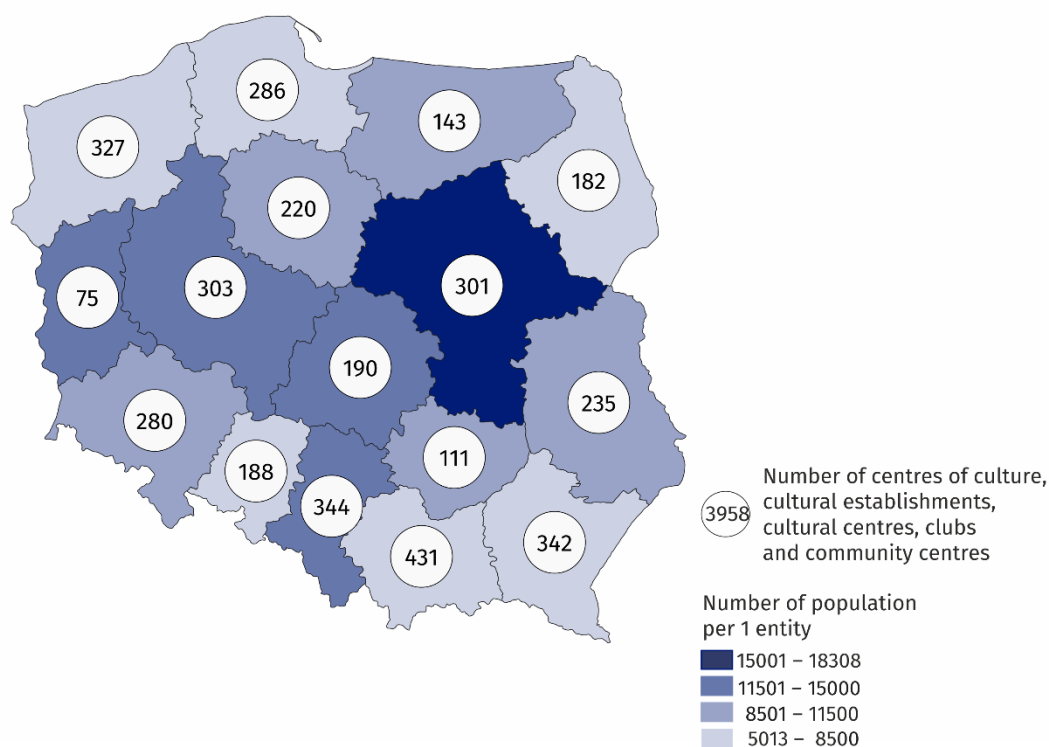 286
143
327
182
220
301
303
75
190
235
280
111
188
344
342
431
3958
Number of centres of culture,
cultural establishments,
cultural centres, clubs
and community centres
Number of population
per 1 entity
15001 – 18308
11501 – 15000
8501 – 11500
5013 – 8500